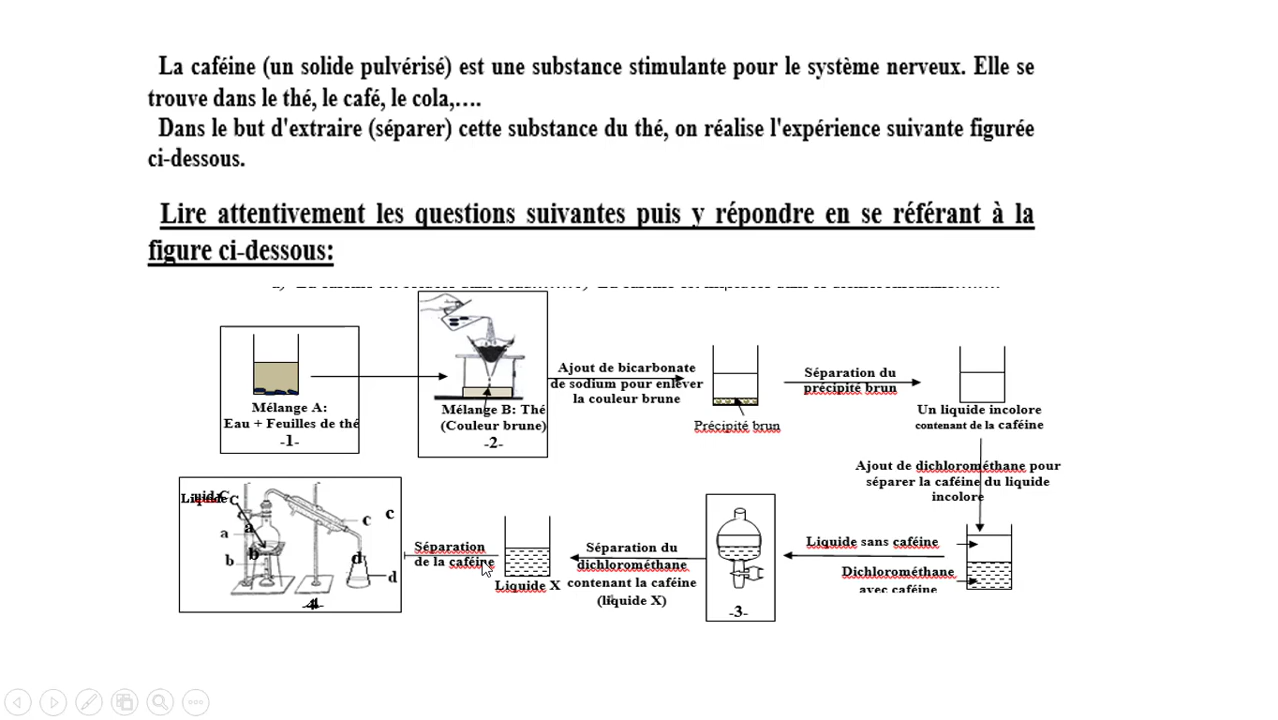 La caféine (un solide pulvérisé) est une substance stimulante pour le système nerveux. Elle se
trouve dans le thé, le café, le cola,….
Dans le but d'extraire (séparer) cette substance du thé, on réalise l'expérience suivante figurée
ci-dessous.
Lire attentivement les questions suivantes puis y répondre en se référant à la
figure ci-dessous:
Mélange A:
Eau + Feuilles de thé
-1-
Mélange B: Thé
(Couleur brune)
-2-
Ajout de bicarbonate
de sodium pour enlever
la couleur brune
Précipité brun
Séparation du
précipité brun
Un liquide incolore
contenant de la caféine
Ajout de dichlorométhane pour
séparer la caféine du liquide
incolore
Liquide sans caféine
Dichlorométhane
avec caféine
-3-
Séparation du
dichlorométhane
contenant la caféine
(liquide X)
Liquide X
Séparation
de la caféine
Liquide C
a
a
b
b
c
c
d
d
-4-